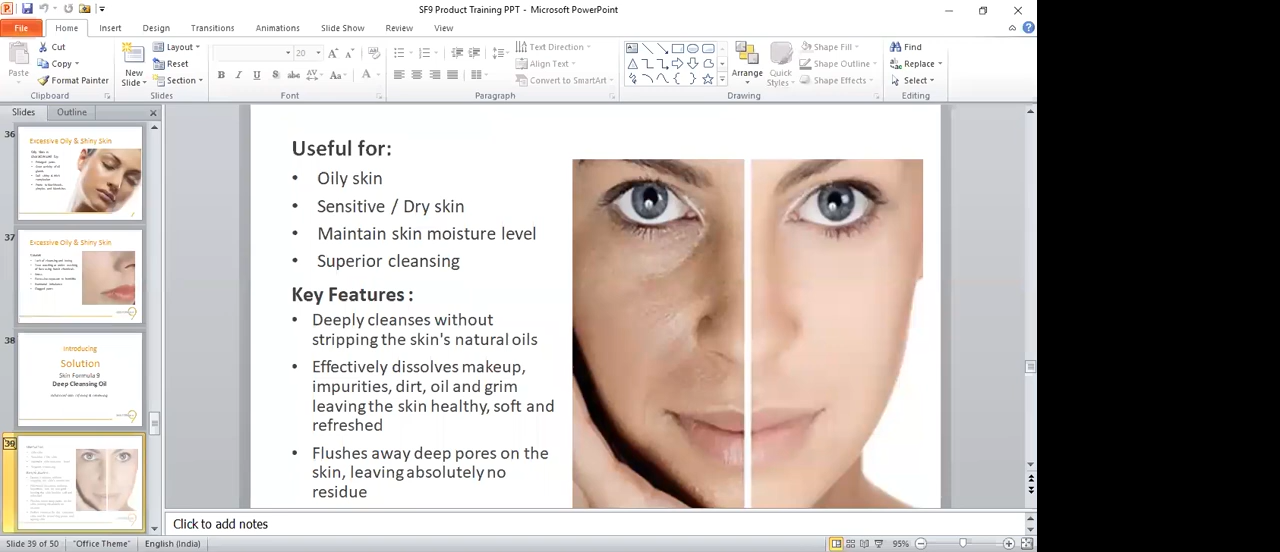 SF9 Product Training PPT - Microsoft PowerPoint
File
Home
Insert
Design
Transitions
Animations
Slide Show
Review
View
Paste
Cut
Copy
Format Painter
Clipboard
New
Slide
Layout
Reset
Section
Slides
20
Font
Text Direction
Align Text
Convert to SmartArt
Paragraph
Arrange
Quick
Styles
Shape Fill
Shape Outline
Shape Effects
Drawing
Find
Replace
Select
Editing
Slides
Outline
36
Excessive Oily & Shiny Skin
37
Excessive Oily & Shiny Skin
38
Introducing
Solution
Skin Formula 9
Deep Cleansing Oil
39
Useful for:
• Oily skin
• Sensitive / Dry skin
• Maintain skin moisture level
• Superior cleansing
Key Features :
• Deeply cleanses without
stripping the skin's natural oils
• Effectively dissolves makeup,
impurities, dirt, oil and grim
leaving the skin healthy, soft and
refreshed
• Flushes away deep pores on the
skin, leaving absolutely no
residue
Click to add notes
Slide 39 of 50
"Office Theme"
English (India)
95%